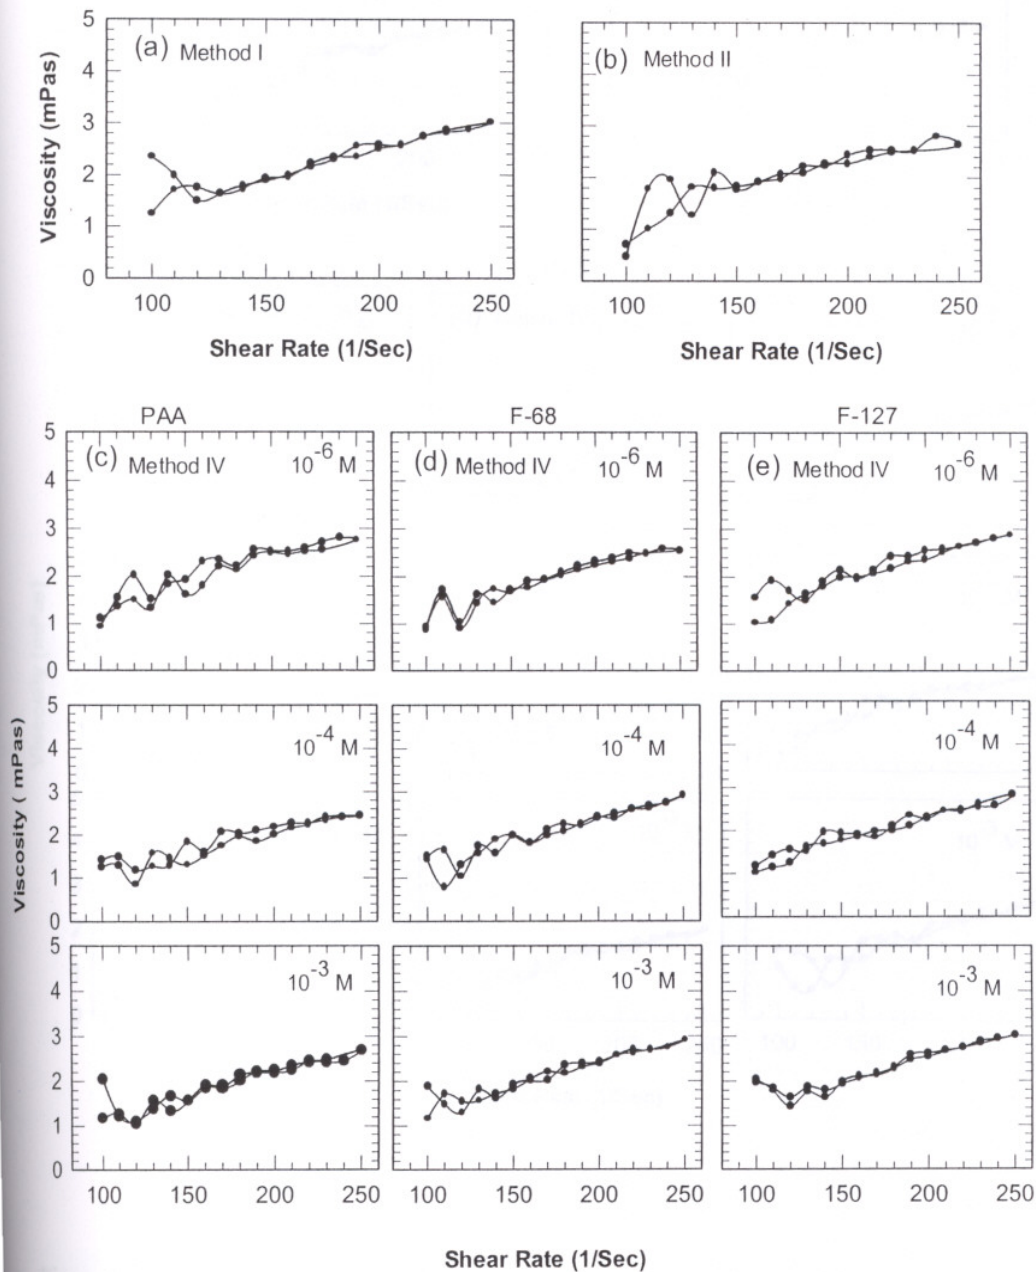 (a) Method I
(b) Method II
Viscosity (mPas)
5
4
3
2
1
0
100 150 200 250
100 150 200 250
Shear Rate (1/Sec)
Shear Rate (1/Sec)
PAA
F-68
F-127
(c) Method IV 10-6 M
(d) Method IV 10-6 M
(e) Method IV 10-6 M
5
4
3
2
1
0
10-4 M
10-4 M
10-4 M
Viscosity ( mPas)
5
4
3
2
1
0
10-3 M
10-3 M
10-3 M
5
4
3
2
1
0
100 150 200 250
100 150 200 250
100 150 200 250
Shear Rate (1/Sec)